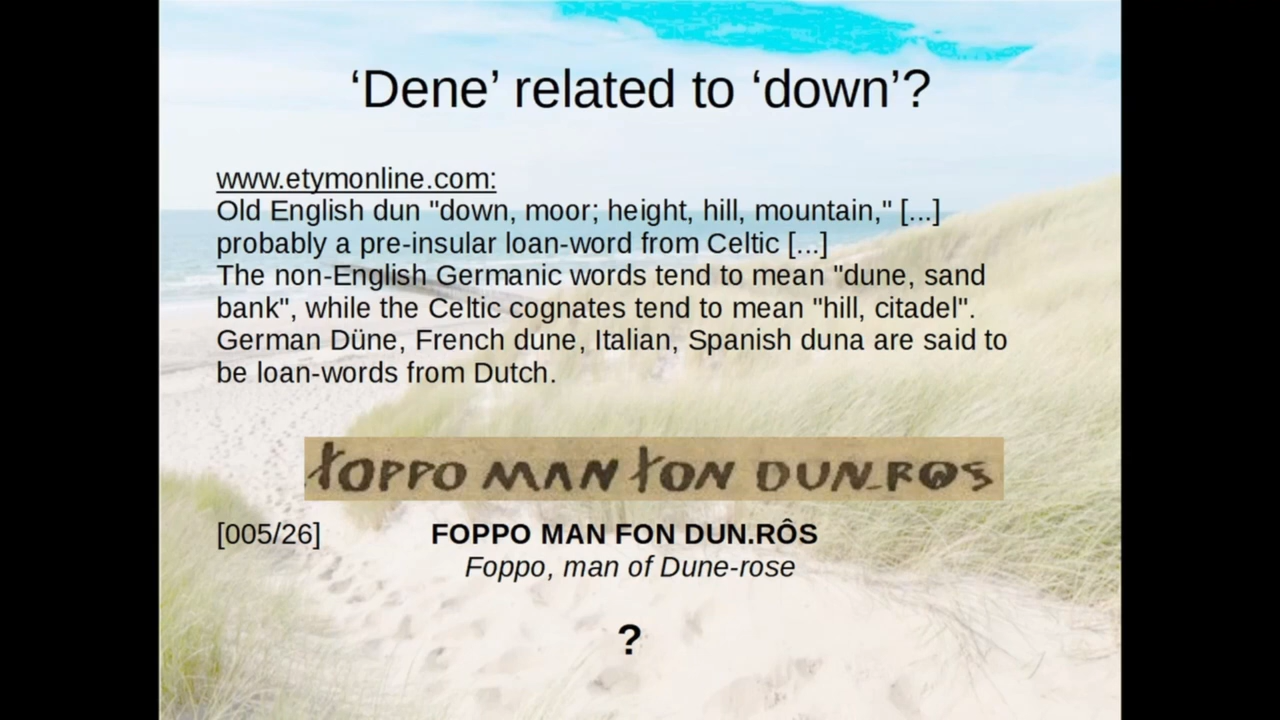 ‘Dene’ related to ‘down’?
www.etymonline.com:
Old English dun "down, moor; height, hill, mountain," [...]
probably a pre-insular loan-word from Celtic [...]
The non-English Germanic words tend to mean "dune, sand
bank", while the Celtic cognates tend to mean "hill, citadel".
German Düne, French dune, Italian, Spanish duna are said to
be loan-words from Dutch.
FOPPO MAN FON DUN.ROS
[005/26] FOPPO MAN FON DUN.RÔS
Foppo, man of Dune-rose
?